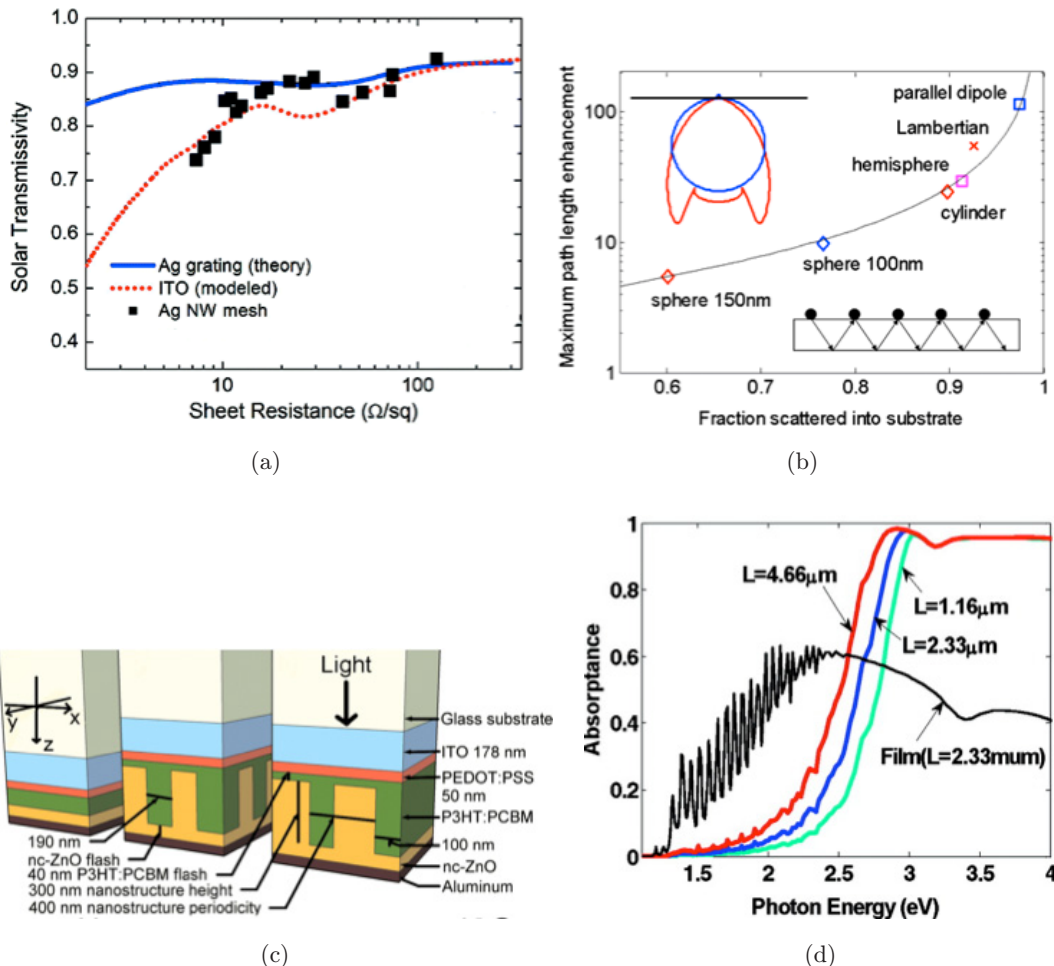 1.0
0.9
0.8
0.7
0.6
0.5
0.4
Solar Transmissivity
Ag grating (theory)
ITO (modeled)
Ag NW mesh
10
100
Sheet Resistance (Ω/sq)
(a)
100
10
1
Maximum path length enhancement
parallel dipole
Lambertian
hemisphere
cylinder
sphere 100nm
sphere 150nm
0.6
0.7
0.8
0.9
1
Fraction scattered into substrate
(b)
Light
x
y
z
Glass substrate
ITO 178 nm
PEDOT:PSS
50 nm
P3HT:PCBM
100 nm
nc-ZnO
Aluminum
190 nm
nc-ZnO flash
40 nm P3HT:PCBM flash
300 nm nanostructure height
400 nm nanostructure periodicity
(c)
1
0.8
0.6
0.4
0.2
0
Absorptance
L=4.66μm
L=1.16μm
L=2.33μm
Film(L=2.33mum)
1.5
2
2.5
3
3.5
4
Photon Energy (eV)
(d)